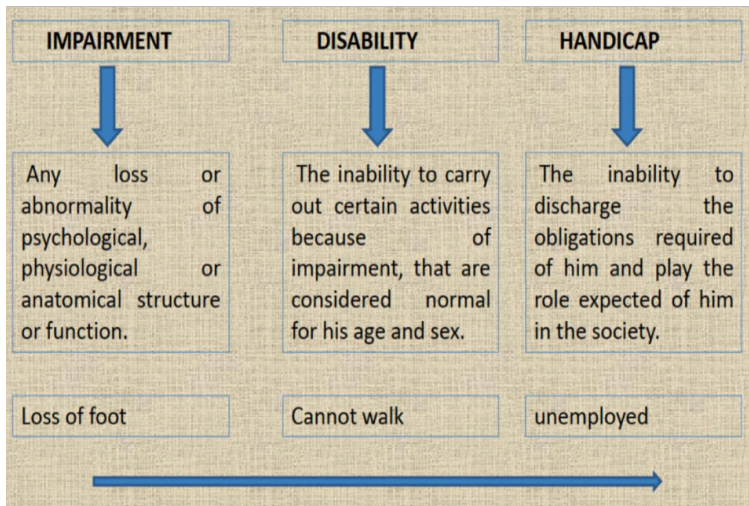 IMPAIRMENT
DISABILITY
HANDICAP
Any loss or
abnormality of
psychological,
physiological or
anatomical structure
or function.
The inability to carry
out certain activities
because of
impairment, that are
considered normal
for his age and sex.
The inability to
discharge the
obligations required
of him and play the
role expected of him
in the society.
Loss of foot
Cannot walk
unemployed